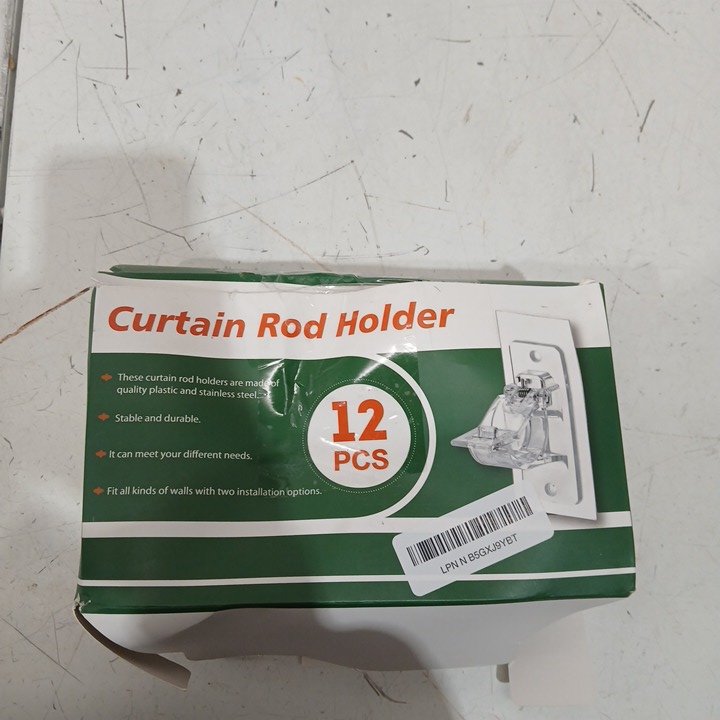 Curtain Rod Holder
These curtain rod holders are made of
quality plastic and stainless steel.
Stable and durable.
It can meet your different needs.
Fit all kinds of walls with two installation options.
12
PCS
LPN N B5GXJ9YBT